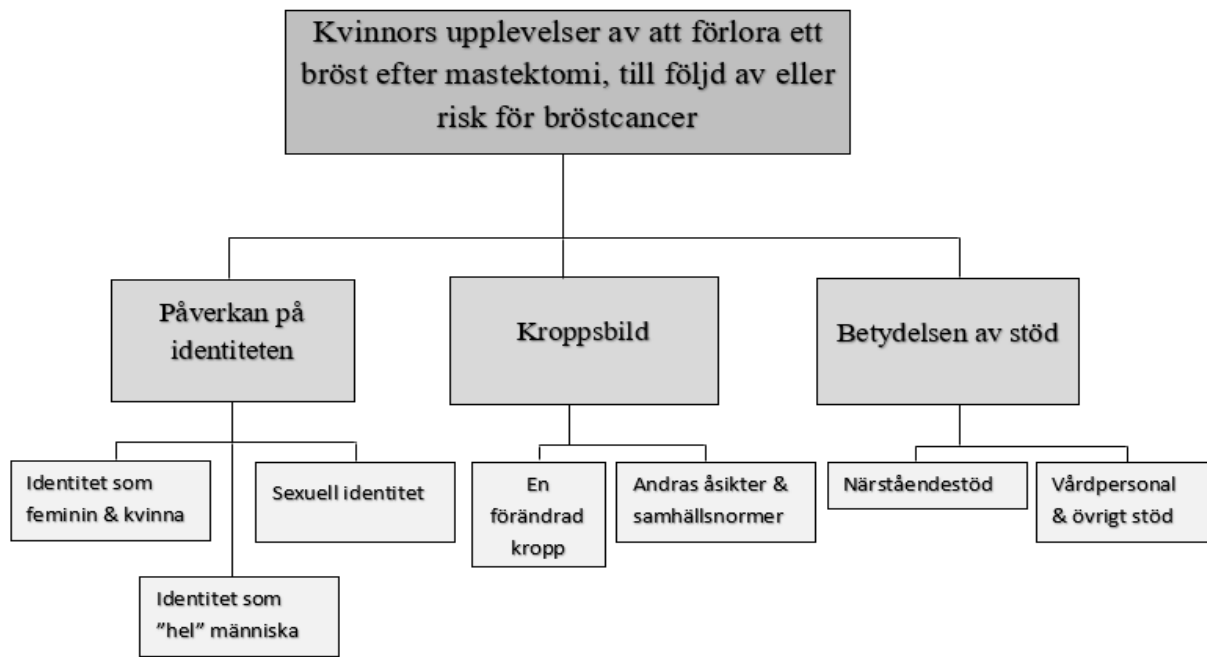 Kvinnors upplevelser av att förlora ett
bröst efter mastektomi, till följd av eller
risk för bröstcancer
Påverkan på
identiteten
Kroppsbild
Betydelsen av stöd
Identitet som
feminin & kvinna
Identitet som
”hel” människa
Sexuell identitet
En
förändrad
kropp
Andras åsikter &
samhällsnormer
Närståendestöd
Vårdpersonal
& övrigt stöd